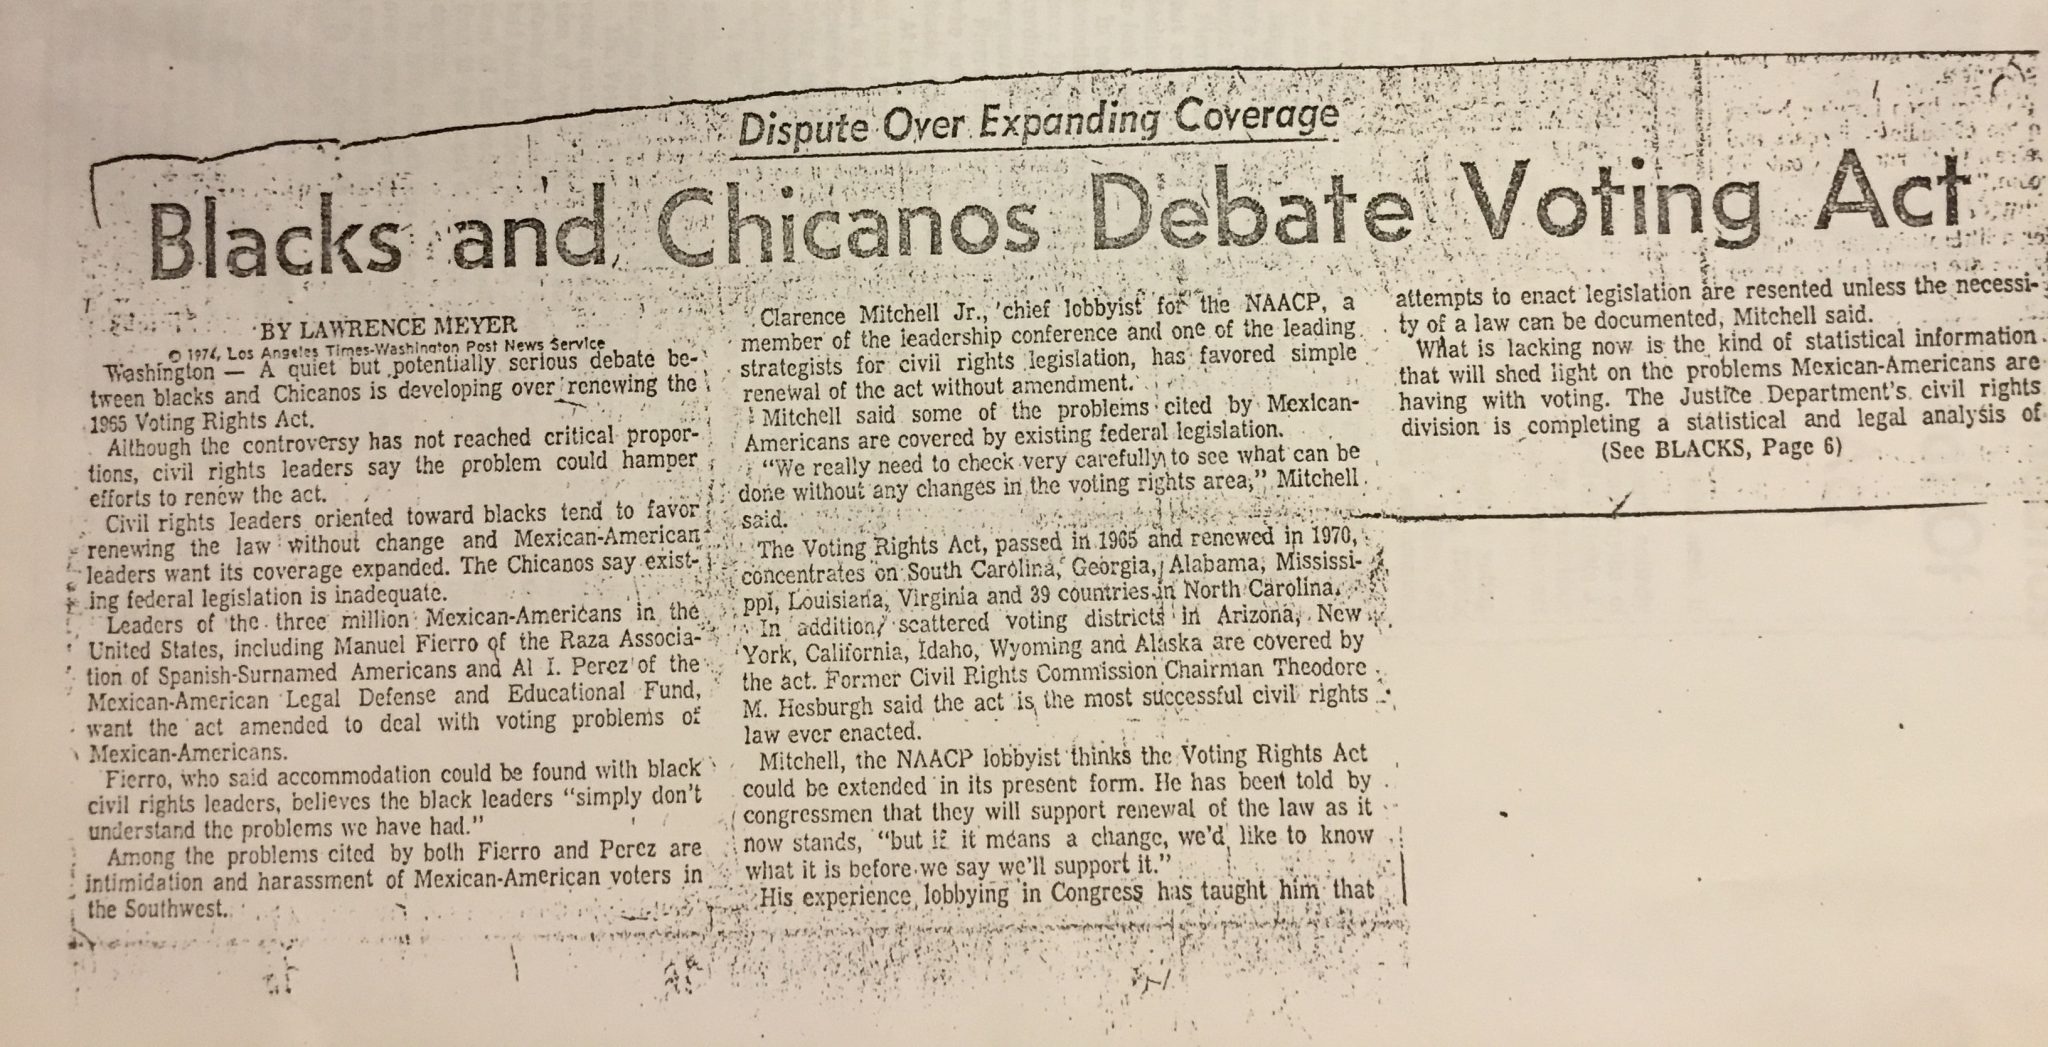 Dispute Over Expanding Coverage
Blacks and Chicanos Debate Voting Act
BY LAWRENCE MEYER
© 1974, Los Angeles Times-Washington Post News Service
Washington — A quiet but potentially serious debate be-
tween blacks and Chicanos is developing over renewing the
1965 Voting Rights Act.
Although the controversy has not reached critical propor-
tions, civil rights leaders say the problem could hamper
efforts to renew the act.
Civil rights leaders oriented toward blacks tend to favor
renewing the law without change and Mexican-American
leaders want its coverage expanded. The Chicanos say exist-
ing federal legislation is inadequate.
Leaders of the three million Mexican-Americans in the
United States, including Manuel Fierro of the Raza Associa-
tion of Spanish-Surnamed Americans and Al I. Perez of the
Mexican-American Legal Defense and Educational Fund,
want the act amended to deal with voting problems of
Mexican-Americans.
Fierro, who said accommodation could be found with black
civil rights leaders, believes the black leaders "simply don't
understand the problems we have had."
Among the problems cited by both Fierro and Perez are
intimidation and harassment of Mexican-American voters in
the Southwest.
Clarence Mitchell Jr., chief lobbyist for the NAACP, a
member of the leadership conference and one of the leading
strategists for civil rights legislation, has favored simple
renewal of the act without amendment.
Mitchell said some of the problems cited by Mexican-
Americans are covered by existing federal legislation.
"We really need to check very carefully to see what can be
done without any changes in the voting rights area," Mitchell
said.
The Voting Rights Act, passed in 1965 and renewed in 1970,
concentrates on South Carolina, Georgia, Alabama, Mississi-
ppi, Louisiana, Virginia and 39 countries in North Carolina.
In addition, scattered voting districts in Arizona, New
York, California, Idaho, Wyoming and Alaska are covered by
the act. Former Civil Rights Commission Chairman Theodore
M. Hesburgh said the act is the most successful civil rights
law ever enacted.
Mitchell, the NAACP lobbyist thinks the Voting Rights Act
could be extended in its present form. He has been told by
congressmen that they will support renewal of the law as it
now stands, "but if it means a change, we'd like to know
what it is before we say we'll support it."
His experience lobbying in Congress has taught him that
attempts to enact legislation are resented unless the necessi-
ty of a law can be documented, Mitchell said.
What is lacking now is the kind of statistical information
that will shed light on the problems Mexican-Americans are
having with voting. The Justice Department's civil rights
division is completing a statistical and legal analysis of
(See BLACKS, Page 6)